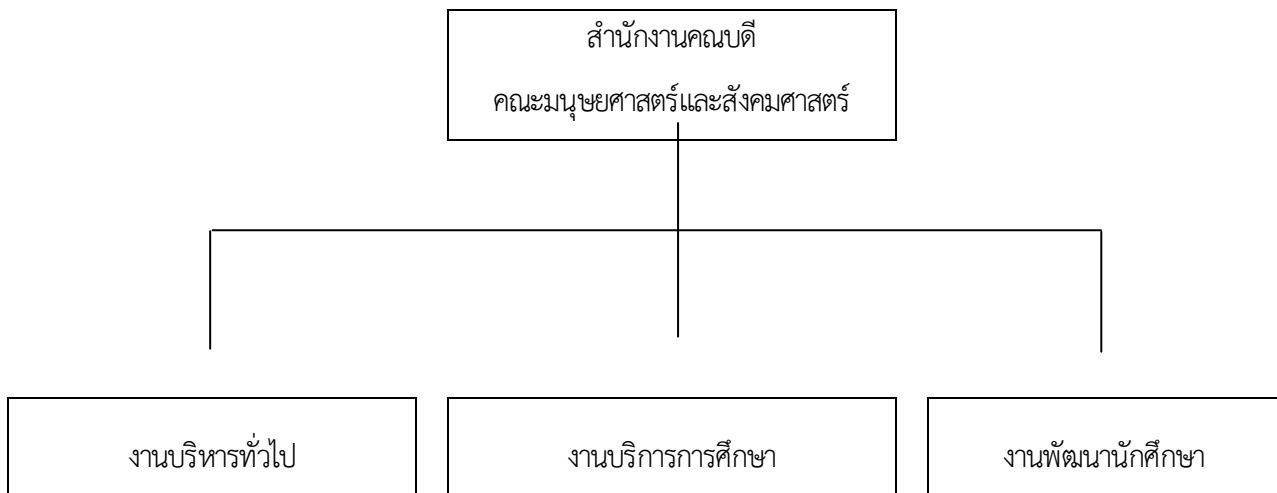 สำนักงานคณบดี
คณะมนุษยศาสตร์และสังคมศาสตร์
งานบริหารทั่วไป
งานบริการการศึกษา
งานพัฒนานักศึกษา